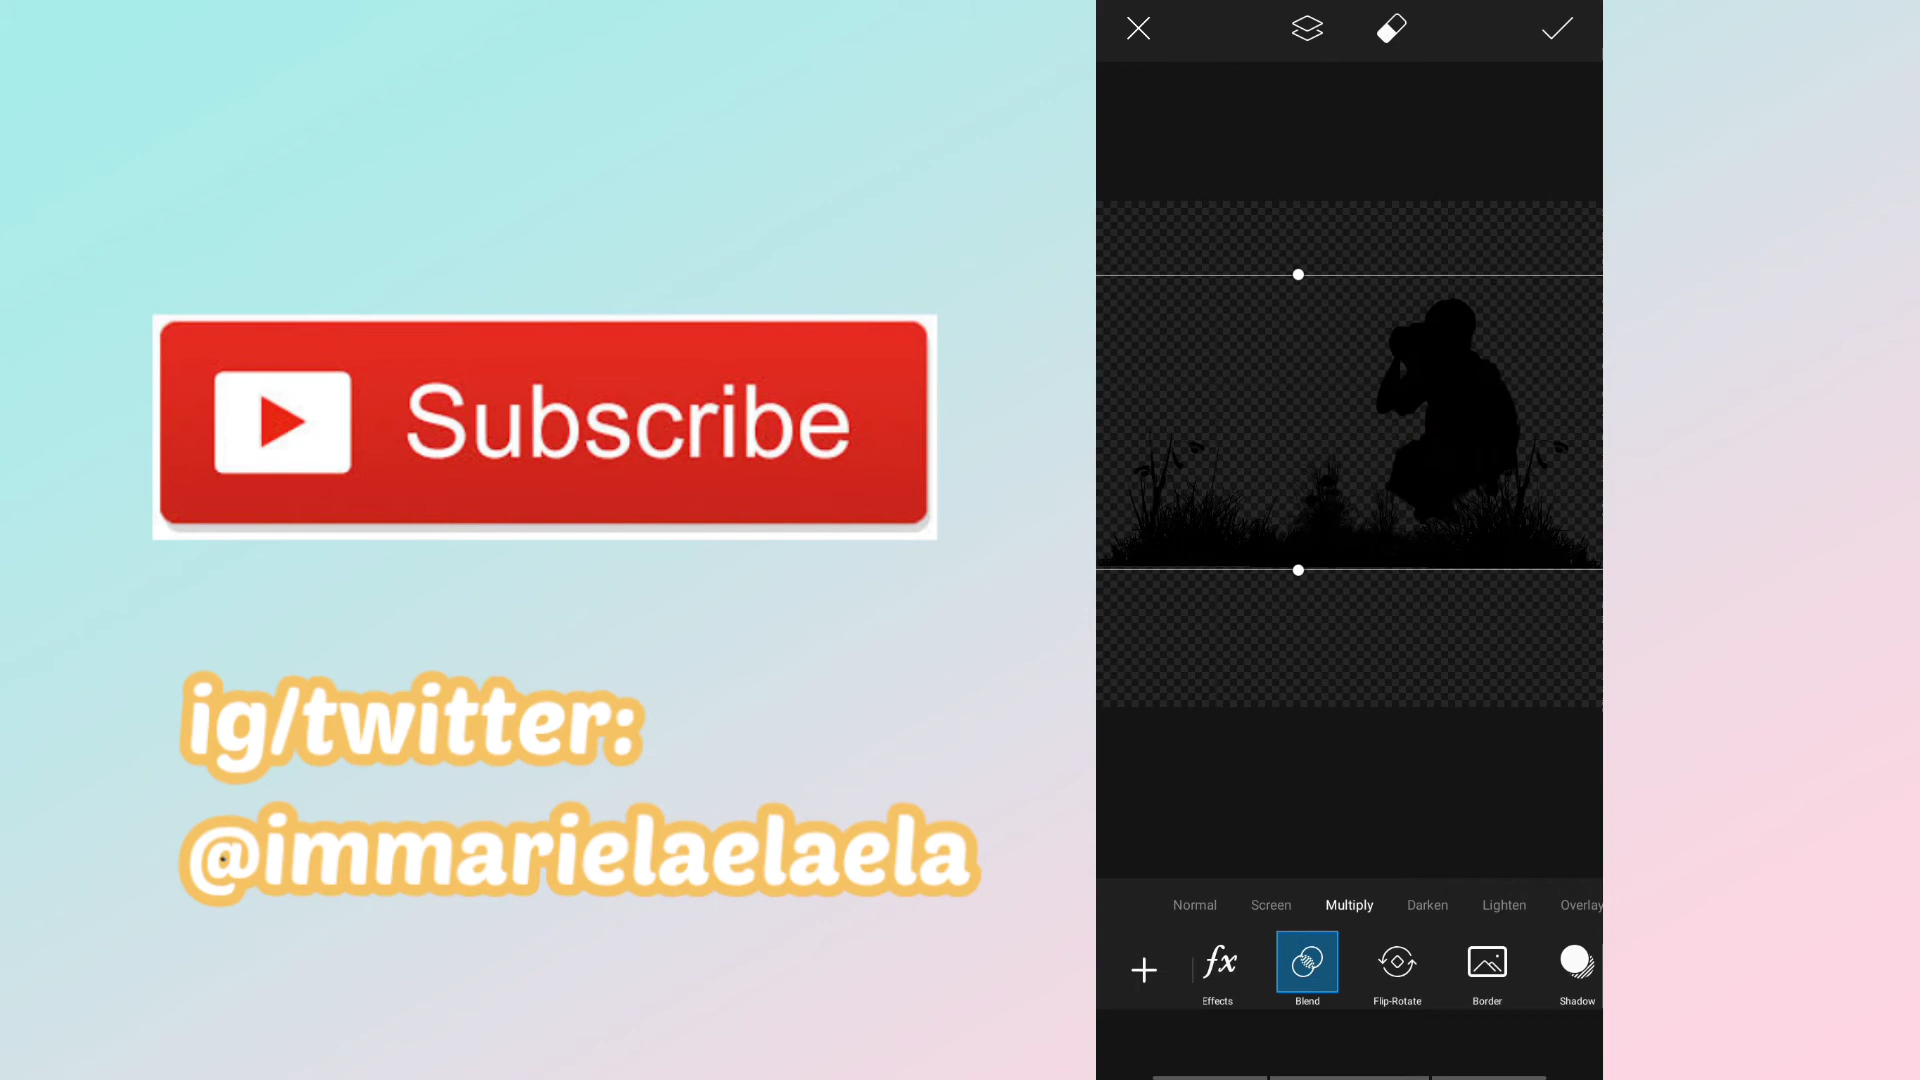 Subscribe
ig/twitter:
@immarielaelaela
Normal Screen Multiply Darken Lighten Overlay
Effects Blend Flip-Rotate Border Shadow